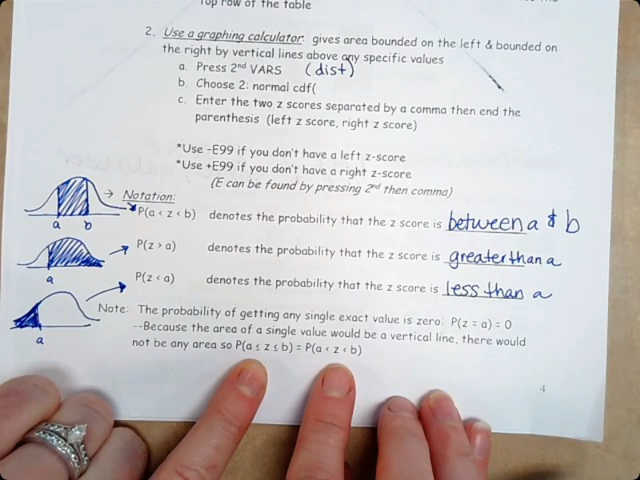 Top row of the table
2. Use a graphing calculator: gives area bounded on the left & bounded on
the right by vertical lines above any specific values
a. Press 2nd VARS (dist)
b. Choose 2: normal cdf(
c. Enter the two z scores separated by a comma then end the
parenthesis (left z score, right z score)
*Use -E99 if you don't have a left z-score
*Use +E99 if you don't have a right z-score
(E can be found by pressing 2nd then comma)
→ Notation:
P(a < z < b) denotes the probability that the z score is between a & b
a b
P(z > a) denotes the probability that the z score is greater than a
a
P(z < a) denotes the probability that the z score is less than a
a
Note: The probability of getting any single exact value is zero: P(z = a) = 0
--Because the area of a single value would be a vertical line, there would
not be any area so P(a ≤ z ≤ b) = P(a < z < b)
4